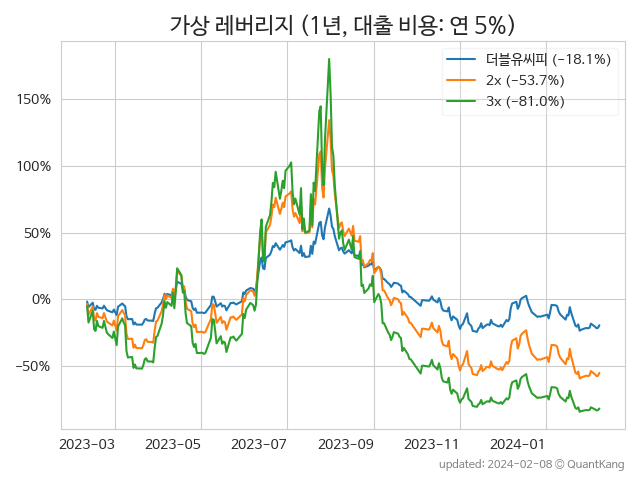 가상 레버리지 (1년, 대출 비용: 연 5%)
더블유씨피 (-18.1%)
2x (-53.7%)
3x (-81.0%)
150%
100%
50%
0%
-50%
2023-03 2023-05 2023-07 2023-09 2023-11 2024-01
updated: 2024-02-08 © QuantKang